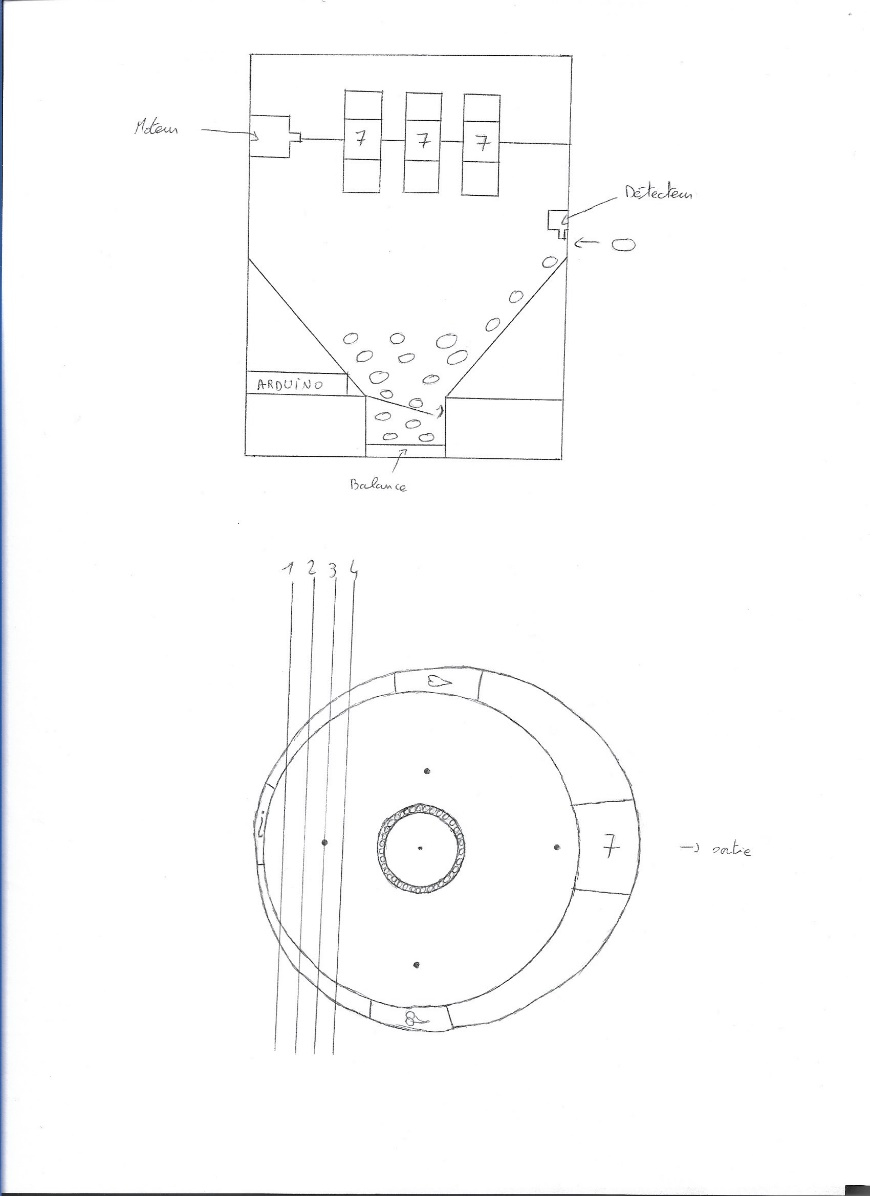 Moteur
7 7 7
Détecteur
ARDUiNO
Balance
1 2 3 4
7
→ sortie